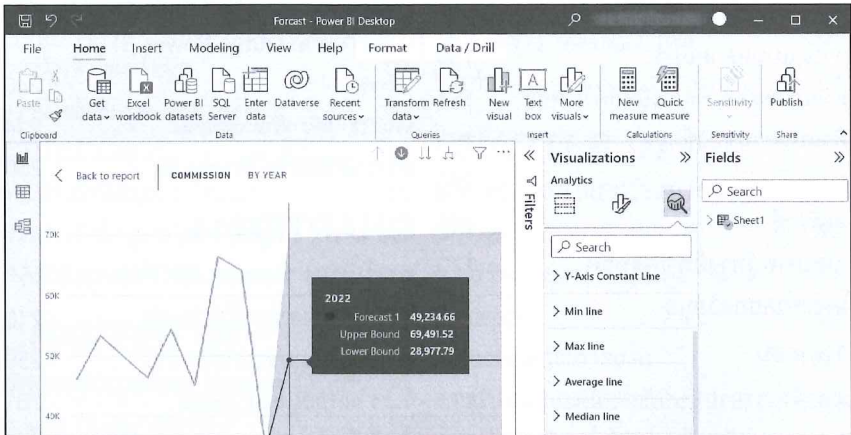 Forcast - Power BI Desktop
File Home Insert Modeling View Help Format Data / Drill
Paste
Get data
Excel workbook
Power BI datasets
SQL Server
Enter data
Dataverse
Recent sources
Transform data
Refresh
New visual
Text box
More visuals
New measure
Quick measure
Sensitivity
Publish
Clipboard
Data
Queries
Insert
Calculations
Sensitivity
Share
Back to report
COMMISSION BY YEAR
70K
60K
50K
40K
2022
Forecast 1 49,234.66
Upper Bound 69,491.52
Lower Bound 28,977.79
Filters
Visualizations
Analytics
Search
Y-Axis Constant Line
Min line
Max line
Average line
Median line
Fields
Search
Sheet1